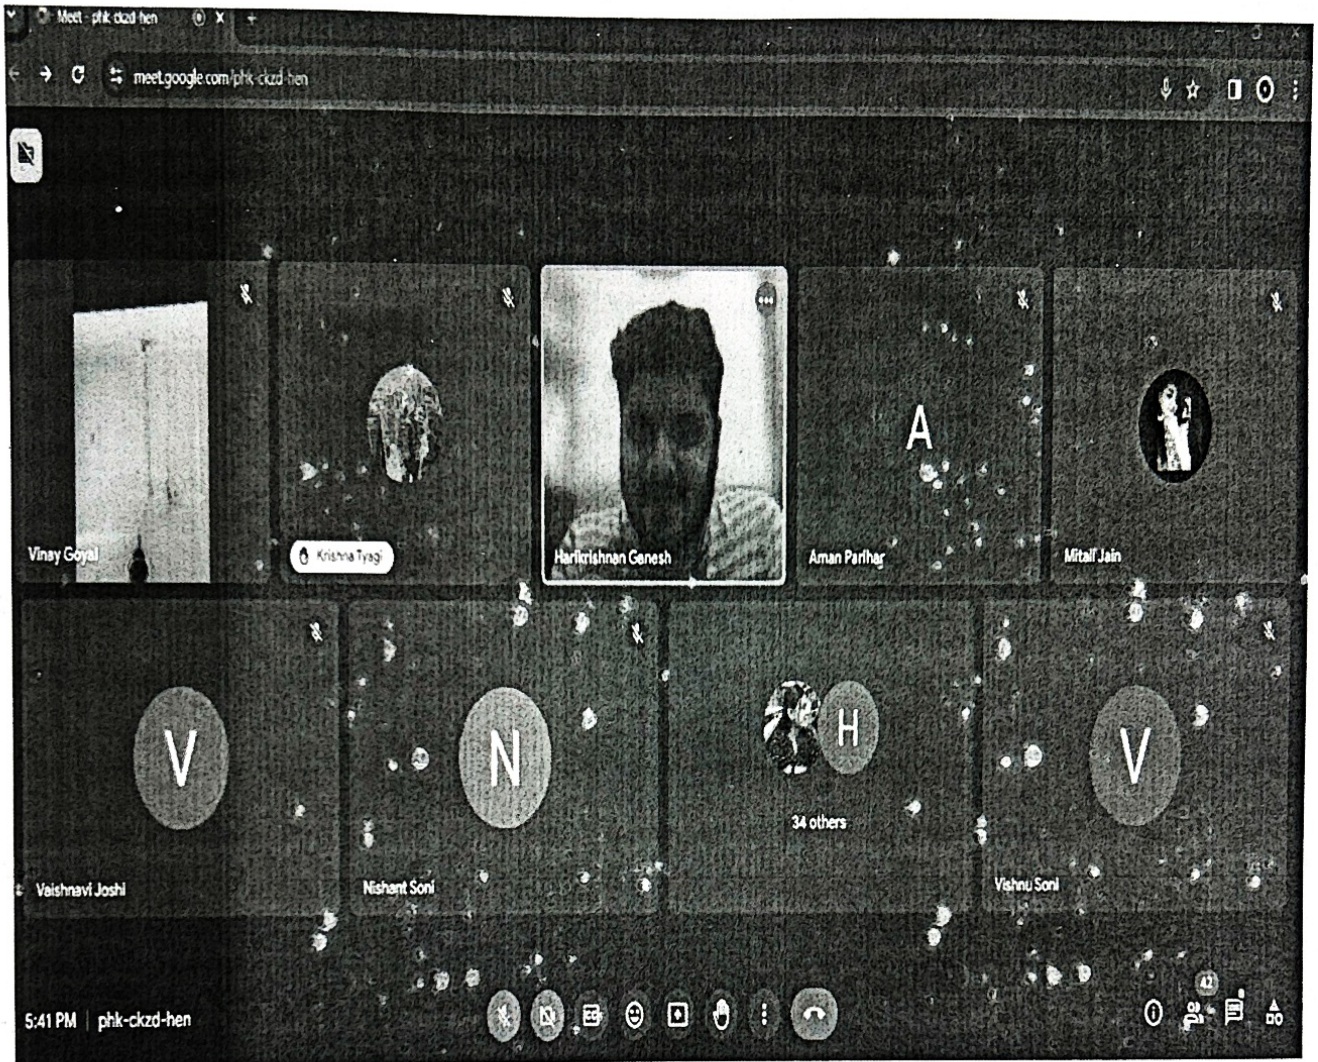 Meet - phk-ckzd-hen
meet.google.com/phk-ckzd-hen
Vinay Goyal
Krishna Tyagi
Harikrishnan Ganesh
A
Aman Parihar
Mitali Jain
V
Vaishnavi Joshi
N
Nishant Soni
H
34 others
V
Vishnu Soni
5:41 PM | phk-ckzd-hen
CC
42